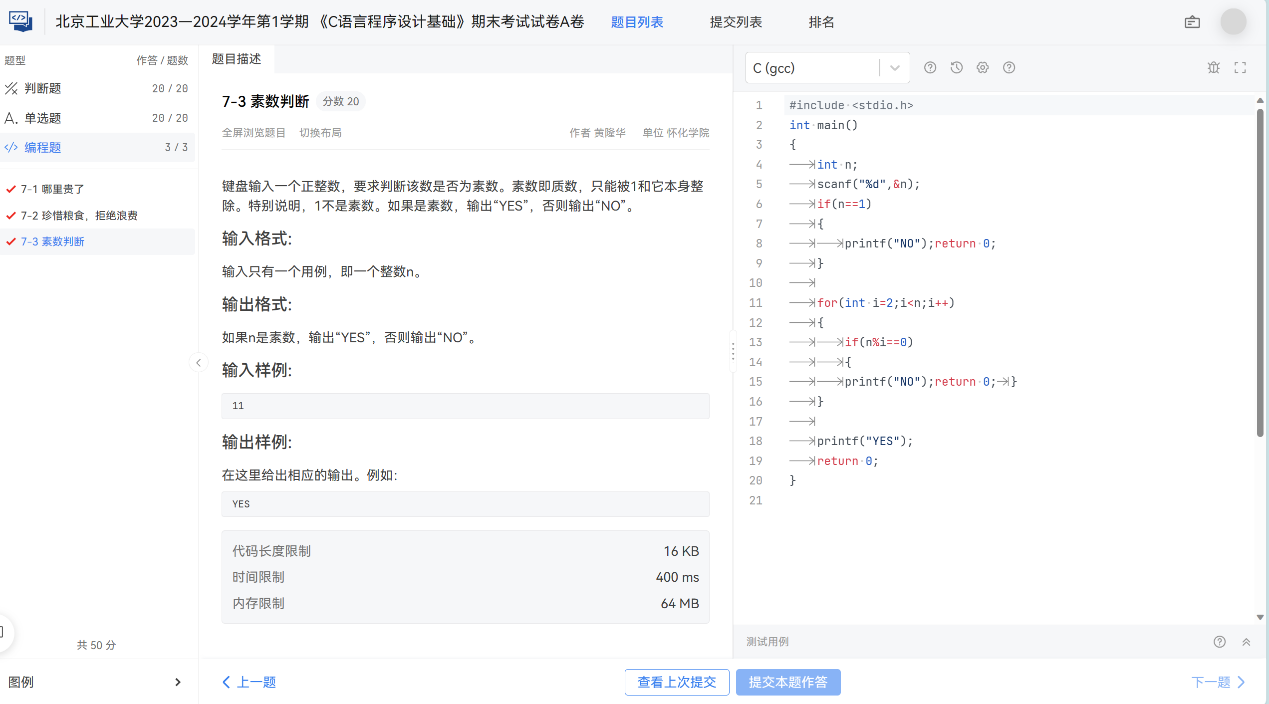 北京工业大学2023—2024学年第1学期 《C语言程序设计基础》期末考试试卷A卷 题目列表 提交列表 排名
题型 作答 / 题数
判断题 20 / 20
单选题 20 / 20
编程题 3 / 3
7-1 哪里贵了
7-2 珍惜粮食，拒绝浪费
7-3 素数判断
共 50 分
图例
题目描述
7-3 素数判断 分数 20
全屏浏览题目 切换布局 作者 黄隆华 单位 怀化学院
键盘输入一个正整数，要求判断该数是否为素数。素数即质数，只能被1和它本身整
除。特别说明，1不是素数。如果是素数，输出“YES”，否则输出“NO”。
输入格式:
输入只有一个用例，即一个整数n。
输出格式:
如果n是素数，输出“YES”，否则输出“NO”。
输入样例:
11
输出样例:
在这里给出相应的输出。例如:
YES
代码长度限制 16 KB
时间限制 400 ms
内存限制 64 MB
上一题 查看上次提交 提交本题作答 下一题
C (gcc)
1 #include <stdio.h>
2 int main()
3 {
4 int n;
5 scanf("%d",&n);
6 if(n==1)
7 {
8 printf("NO");return 0;
9 }
10
11 for(int i=2;i<n;i++)
12 {
13 if(n%i==0)
14 {
15 printf("NO");return 0; }
16 }
17
18 printf("YES");
19 return 0;
20 }
21
测试用例